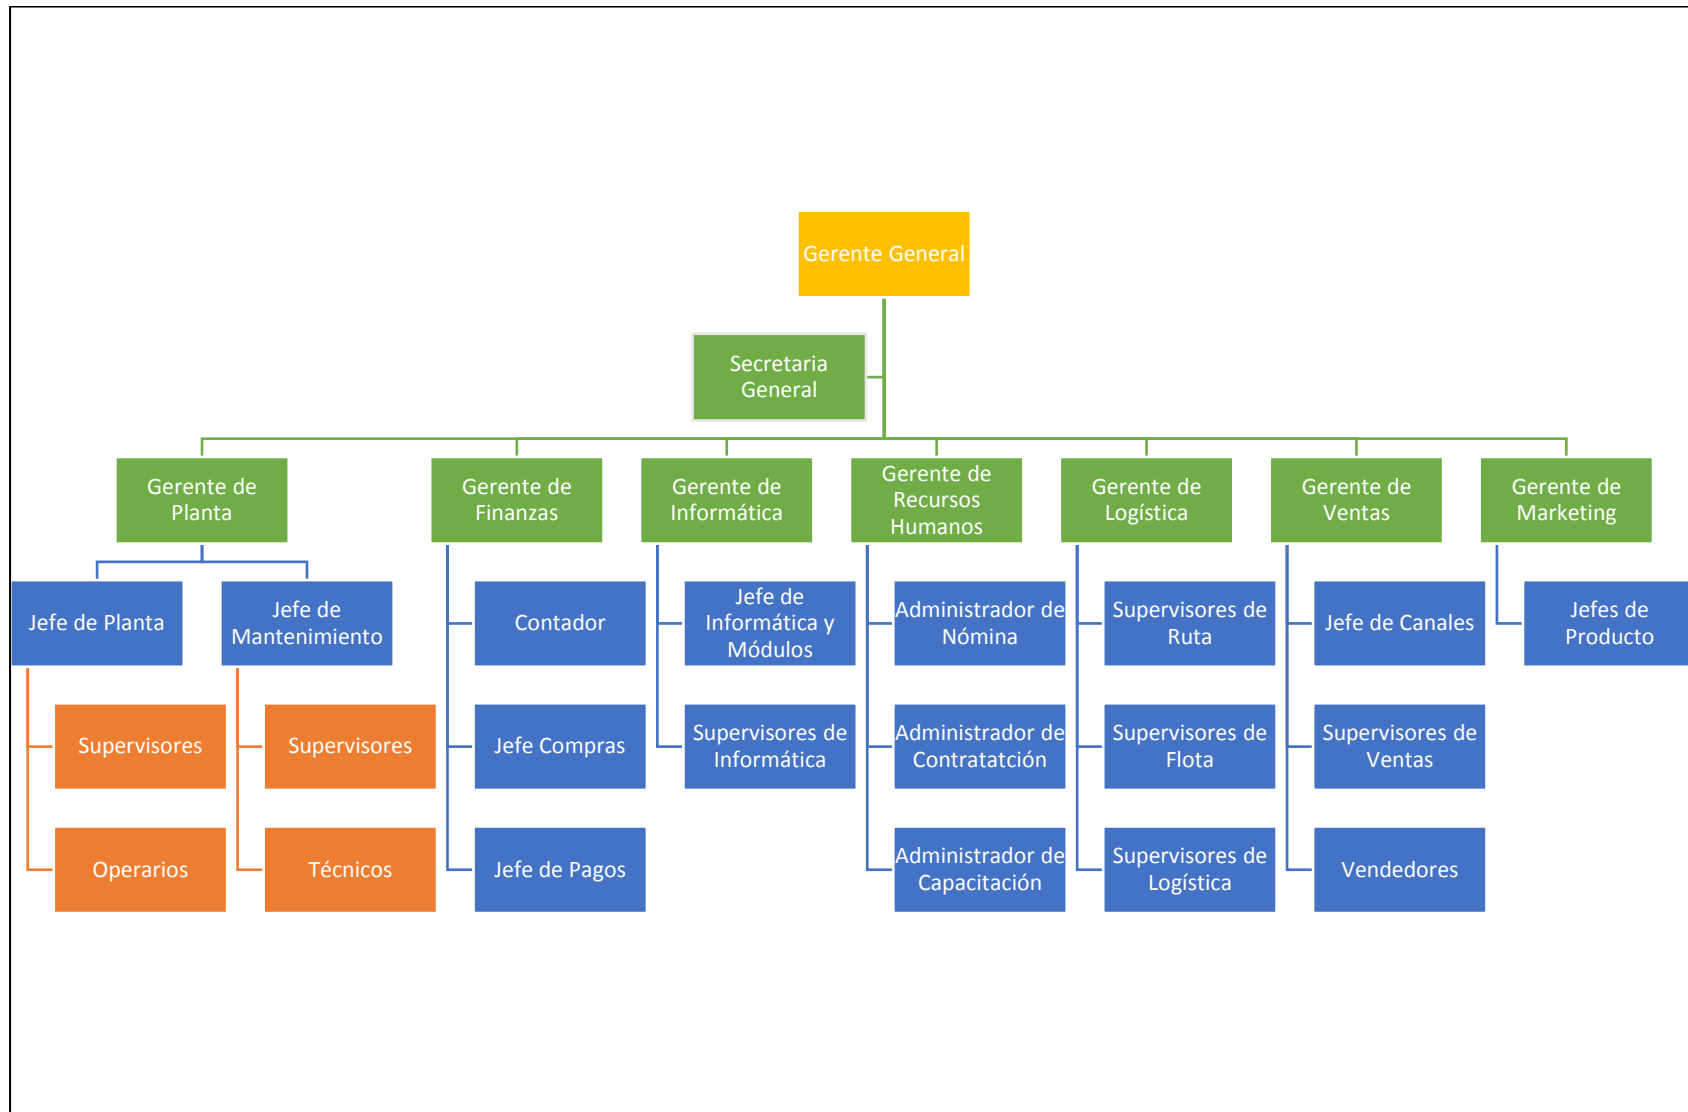 Gerente General
Secretaria
General
Gerente de
Planta
Gerente de
Finanzas
Gerente de
Informática
Gerente de
Recursos
Humanos
Gerente de
Logística
Gerente de
Ventas
Gerente de
Marketing
Jefe de Planta
Jefe de
Mantenimiento
Contador
Jefe de
Informática y
Módulos
Administrador de
Nómina
Supervisores de
Ruta
Jefe de Canales
Jefes de
Producto
Supervisores
Supervisores
Jefe Compras
Supervisores de
Informática
Administrador de
Contratatción
Supervisores de
Flota
Supervisores de
Ventas
Operarios
Técnicos
Jefe de Pagos
Administrador de
Capacitación
Supervisores de
Logística
Vendedores